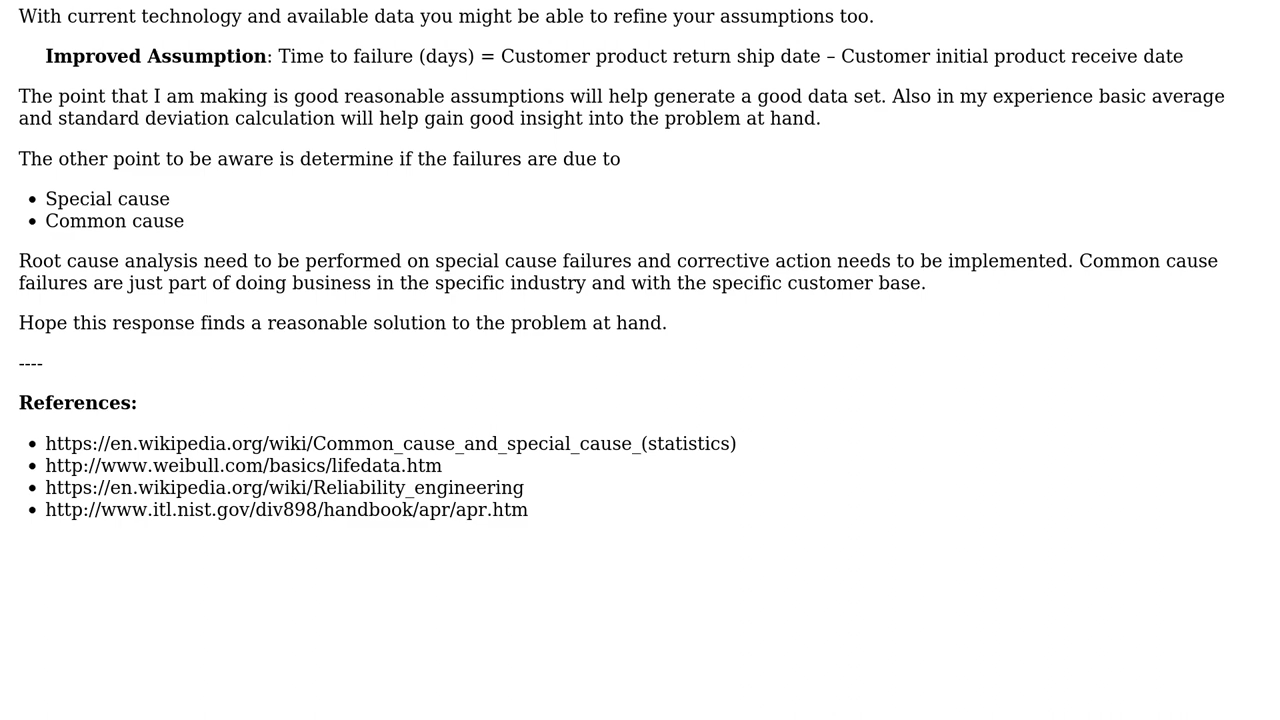 With current technology and available data you might be able to refine your assumptions too.
Improved Assumption: Time to failure (days) = Customer product return ship date – Customer initial product receive date
The point that I am making is good reasonable assumptions will help generate a good data set. Also in my experience basic average
and standard deviation calculation will help gain good insight into the problem at hand.
The other point to be aware is determine if the failures are due to
• Special cause
• Common cause
Root cause analysis need to be performed on special cause failures and corrective action needs to be implemented. Common cause
failures are just part of doing business in the specific industry and with the specific customer base.
Hope this response finds a reasonable solution to the problem at hand.
----
References:
• https://en.wikipedia.org/wiki/Common_cause_and_special_cause_(statistics)
• http://www.weibull.com/basics/lifedata.htm
• https://en.wikipedia.org/wiki/Reliability_engineering
• http://www.itl.nist.gov/div898/handbook/apr/apr.htm